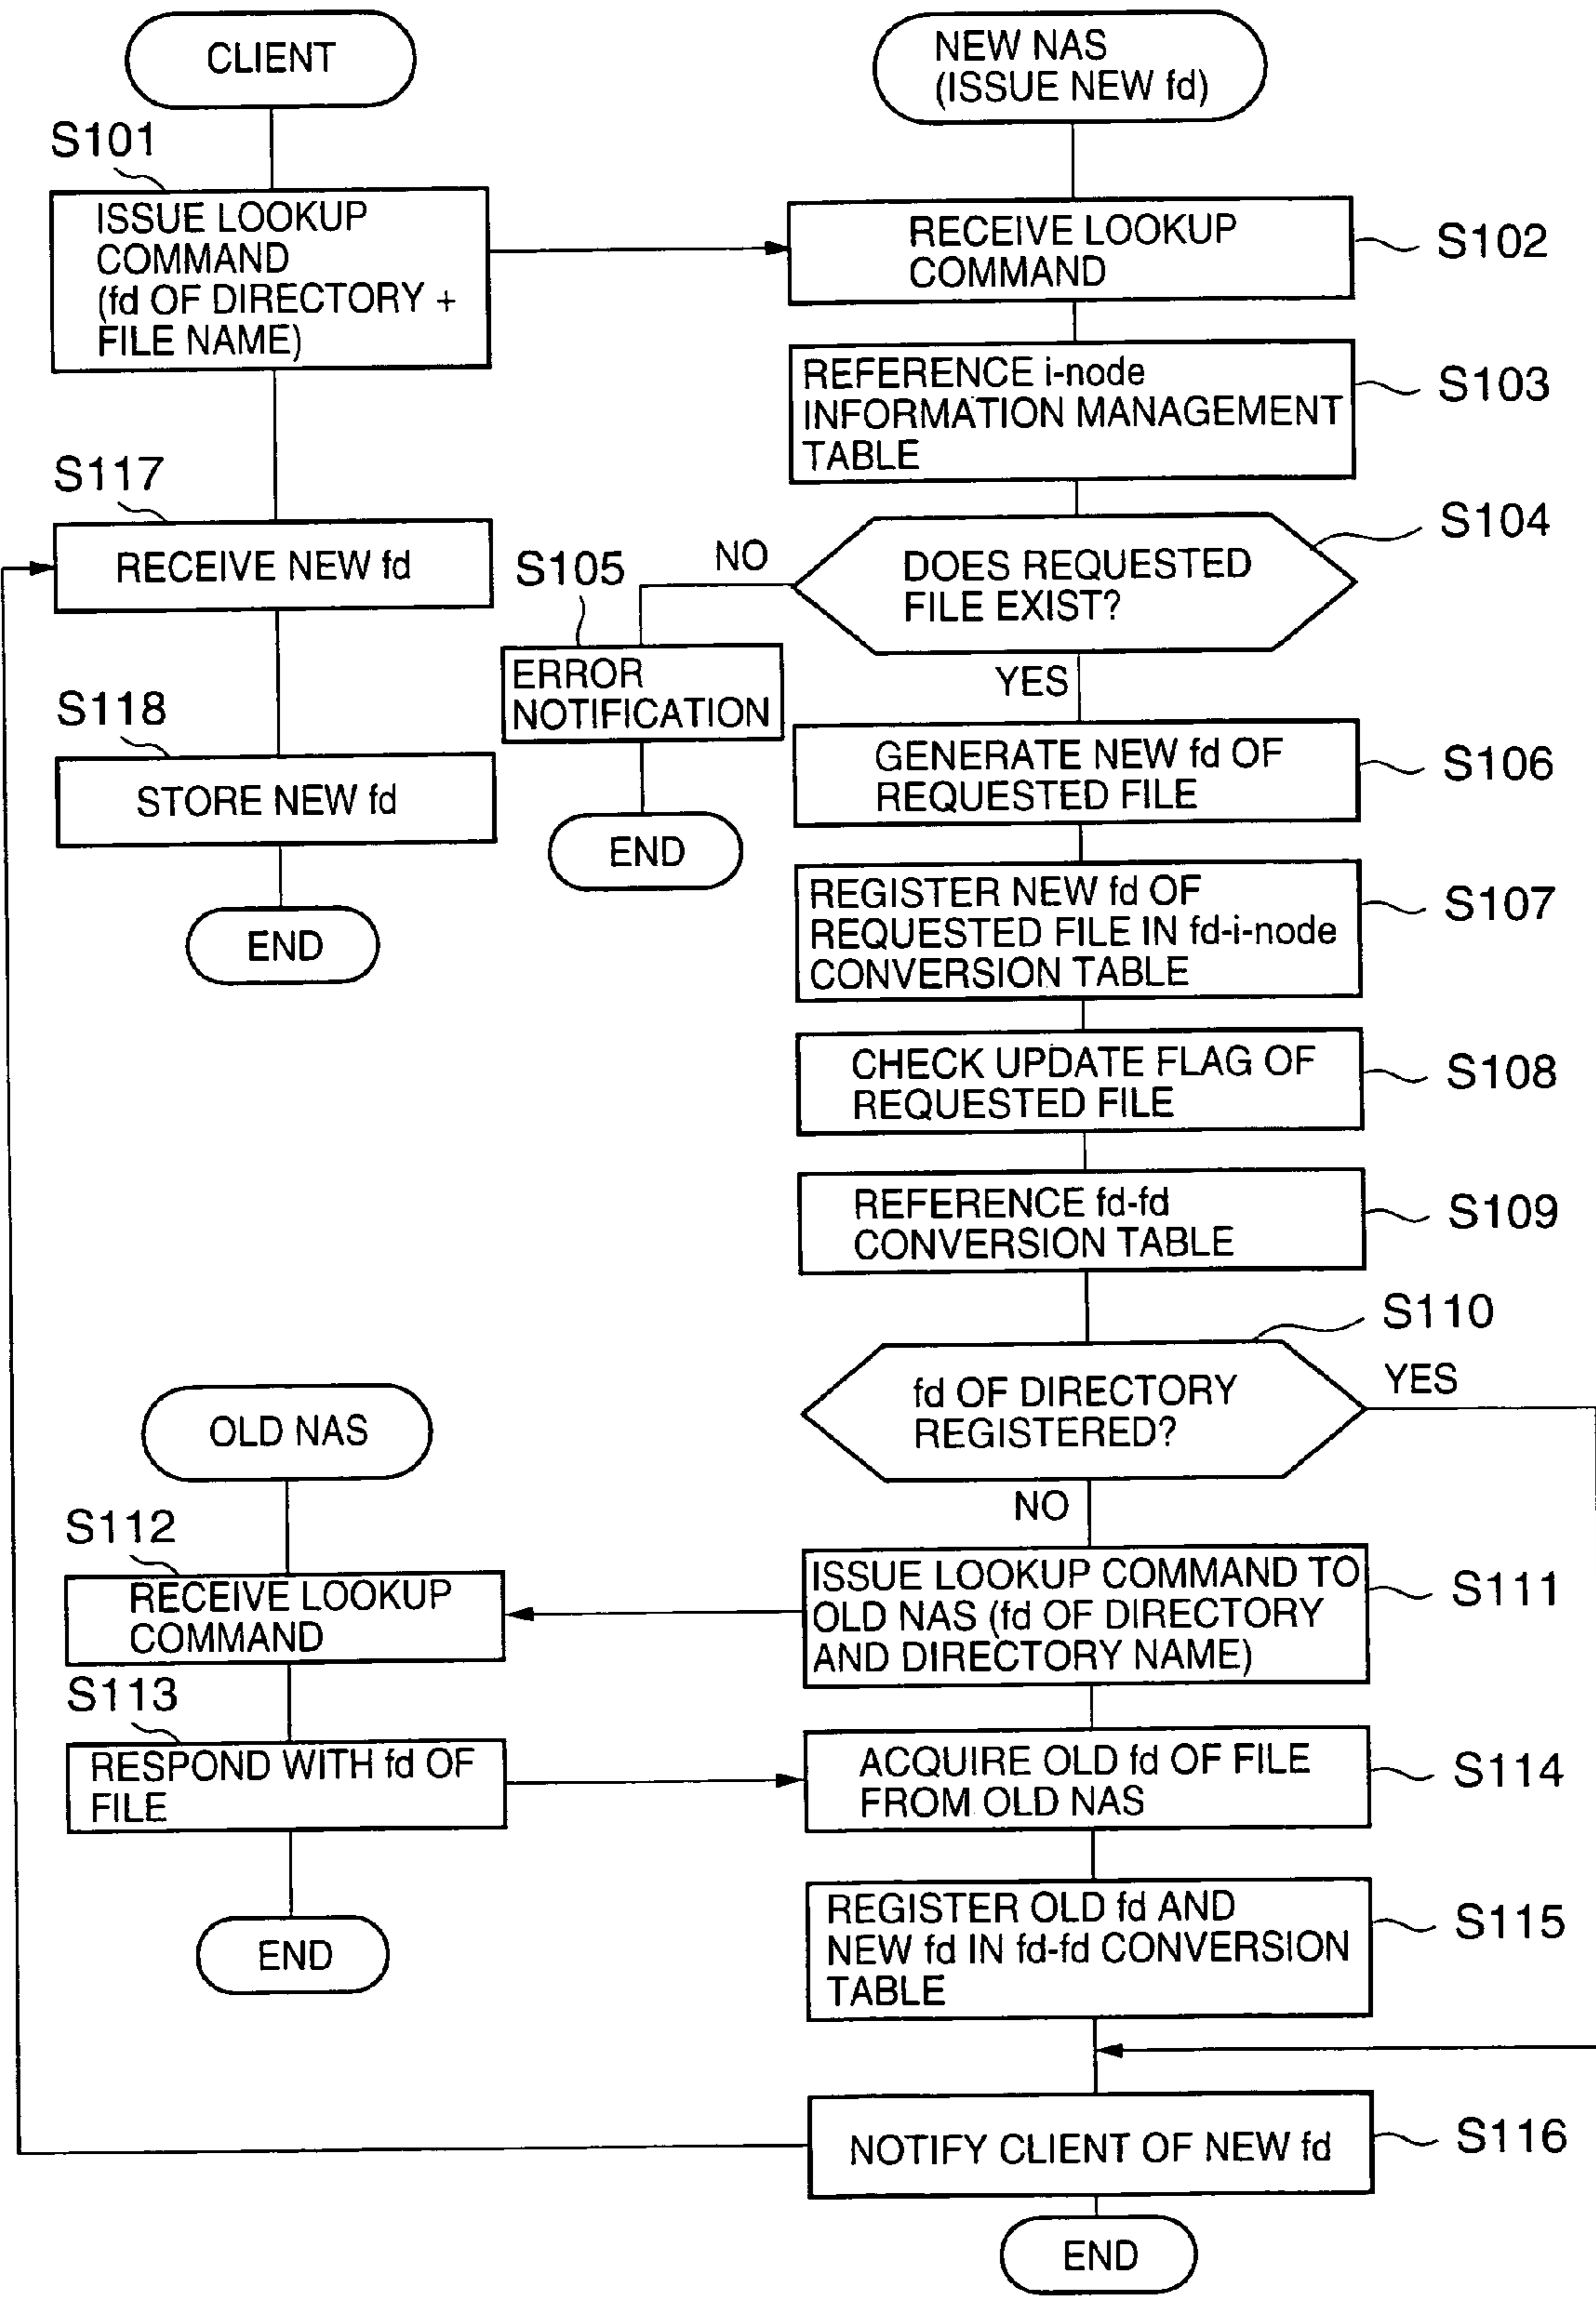 CLIENT
S101
ISSUE LOOKUP
COMMAND
(fd OF DIRECTORY +
FILE NAME)
S117
RECEIVE NEW fd
S118
STORE NEW fd
END
NEW NAS
(ISSUE NEW fd)
RECEIVE LOOKUP
COMMAND
S102
REFERENCE i-node
INFORMATION MANAGEMENT
TABLE
S103
DOES REQUESTED
FILE EXIST?
S104
NO
S105
ERROR
NOTIFICATION
END
YES
GENERATE NEW fd OF
REQUESTED FILE
S106
REGISTER NEW fd OF
REQUESTED FILE IN fd-i-node
CONVERSION TABLE
S107
CHECK UPDATE FLAG OF
REQUESTED FILE
S108
REFERENCE fd-fd
CONVERSION TABLE
S109
S110
fd OF DIRECTORY
REGISTERED?
YES
NO
ISSUE LOOKUP COMMAND TO
OLD NAS (fd OF DIRECTORY
AND DIRECTORY NAME)
S111
OLD NAS
S112
RECEIVE LOOKUP
COMMAND
S113
RESPOND WITH fd OF
FILE
END
ACQUIRE OLD fd OF FILE
FROM OLD NAS
S114
REGISTER OLD fd AND
NEW fd IN fd-fd CONVERSION
TABLE
S115
NOTIFY CLIENT OF NEW fd
S116
END